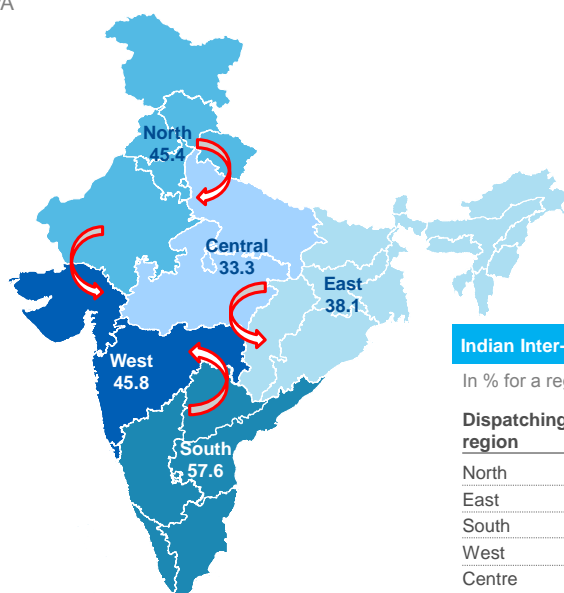 North
45.4
Central
33.3
East
38.1
West
45.8
South
57.6
Indian Inter-
In % for a re
Dispatching
region
North
East
South
West
Centre